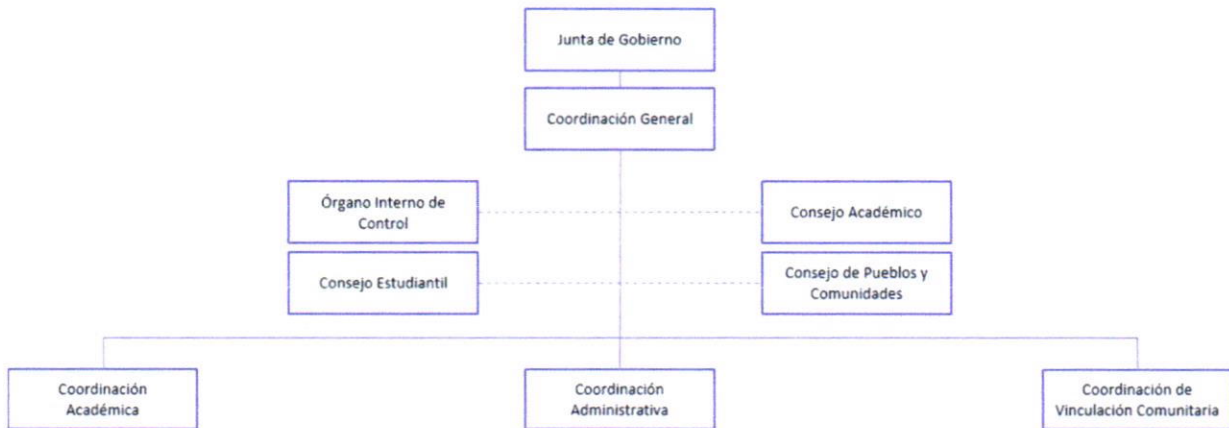 Junta de Gobierno
Coordinación General
Órgano Interno de
Control
Consejo Académico
Consejo Estudiantil
Consejo de Pueblos y
Comunidades
Coordinación
Académica
Coordinación
Administrativa
Coordinación de
Vinculación Comunitaria